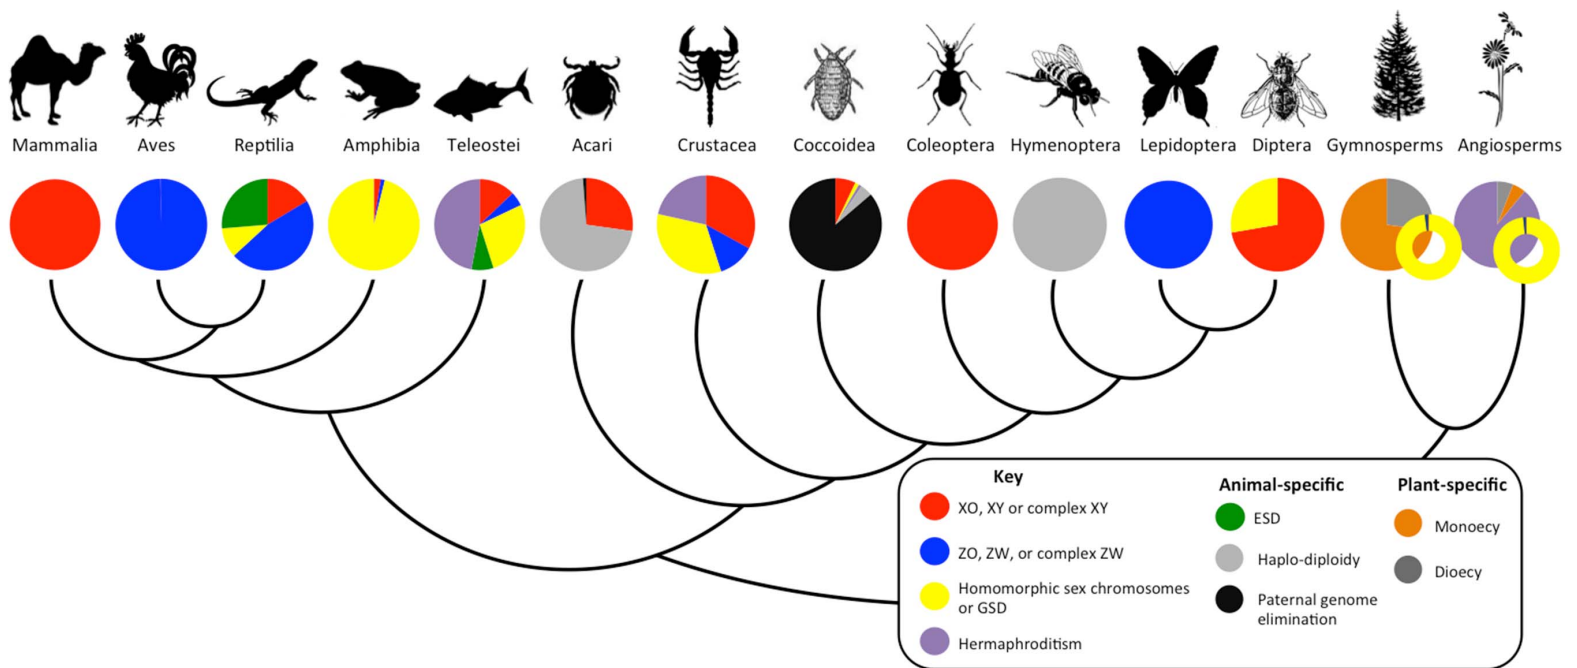 Mammalia
Aves
Reptilia
Amphibia
Teleostei
Acari
Crustacea
Coccoidea
Coleoptera
Hymenoptera
Lepidoptera
Diptera
Gymnosperms
Angiosperms
Key
XO, XY or complex XY
ZO, ZW, or complex ZW
Homomorphic sex chromosomes
or GSD
Hermaphroditism
Animal-specific
ESD
Haplo-diploidy
Paternal genome
elimination
Plant-specific
Monoecy
Dioecy